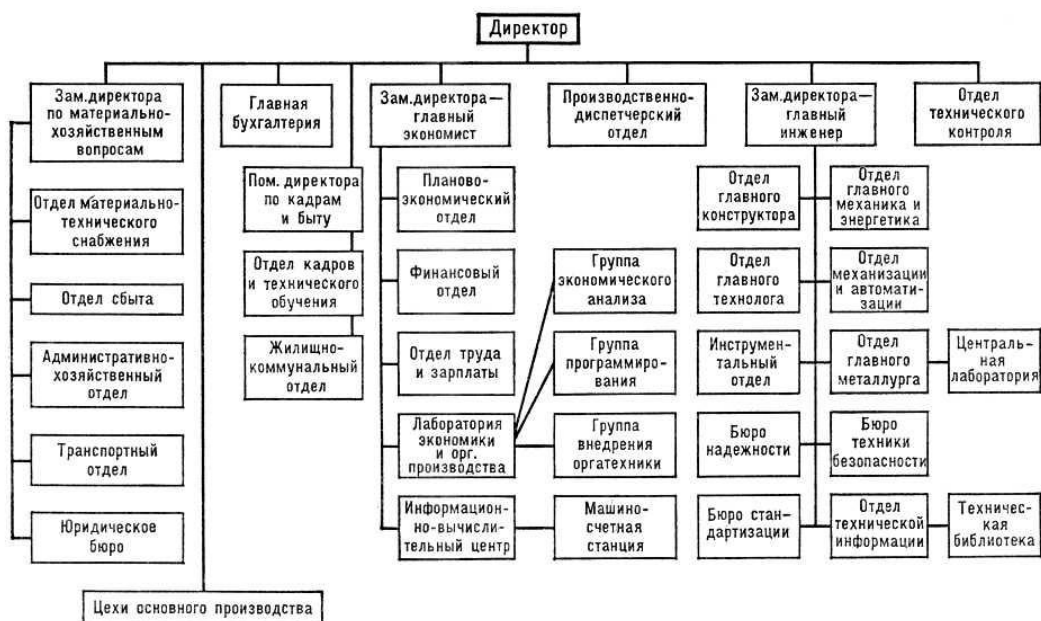 Директор
Зам.директора
по материально-
хозяйственным
вопросам
Главная
бухгалтерия
Зам.директора—
главный
экономист
Производственно-
диспетчерский
отдел
Зам.директора—
главный
инженер
Отдел
технического
контроля
Отдел материально-
технического
снабжения
Отдел сбыта
Административно-
хозяйственный
отдел
Транспортный
отдел
Юридическое
бюро
Цехи основного производства
Пом. директора
по кадрам
и быту
Отдел кадров
и технического
обучения
Жилищно-
коммунальный
отдел
Планово-
экономический
отдел
Финансовый
отдел
Отдел труда
и зарплаты
Лаборатория
экономики
и орг.
производства
Информацион-
но-вычисли-
тельный центр
Группа
экономического
анализа
Группа
программиро-
вания
Группа
внедрения
оргатехники
Машино-
счетная
станция
Отдел
главного
конструктора
Отдел
главного
механика и
энергетика
Отдел
главного
технолога
Отдел
механизации
и автомати-
зации
Инструмен-
тальный
отдел
Отдел
главного
металлурга
Централь-
ная
лаборатория
Бюро
надежности
Бюро
техники
безопасности
Бюро стан-
дартизации
Отдел
технической
информации
Техничес-
кая
библиотека